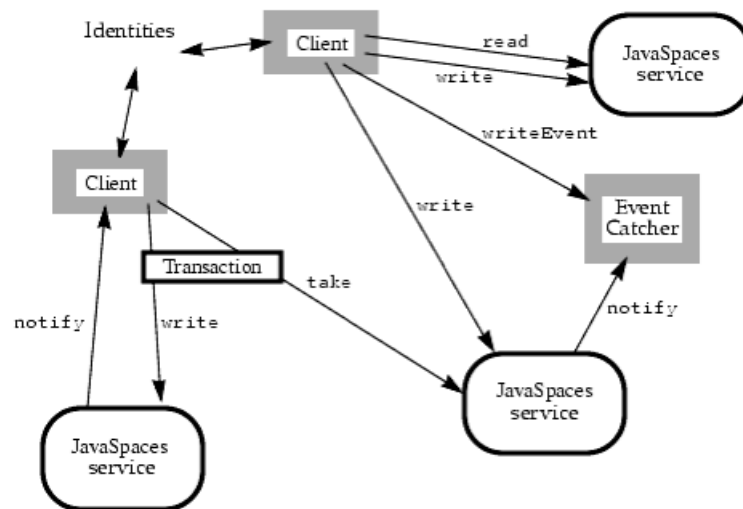 Identities
Client
read
write
JavaSpaces
service
writeEvent
Client
write
Event
Catcher
Transaction
take
notify
write
notify
JavaSpaces
service
JavaSpaces
service